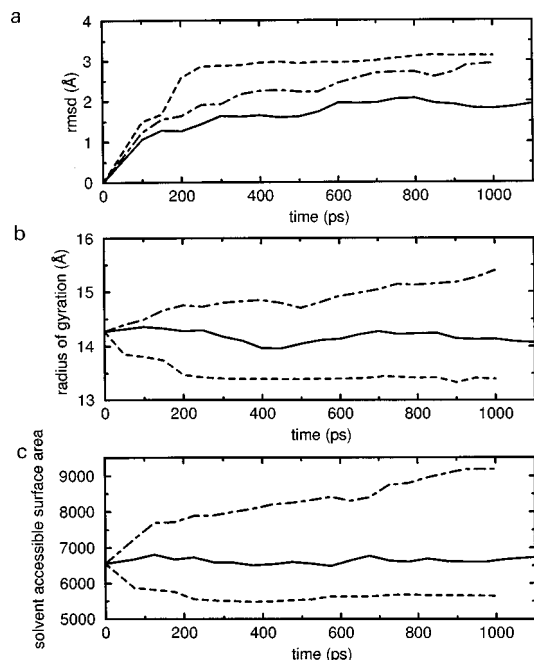 a
rmsd (Å)
4
3
2
1
0
0 200 400 600 800 1000
time (ps)
b
radius of gyration (Å)
16
15
14
13
0 200 400 600 800 1000
time (ps)
c
solvent accessible surface area
9000
8000
7000
6000
5000
0 200 400 600 800 1000
time (ps)